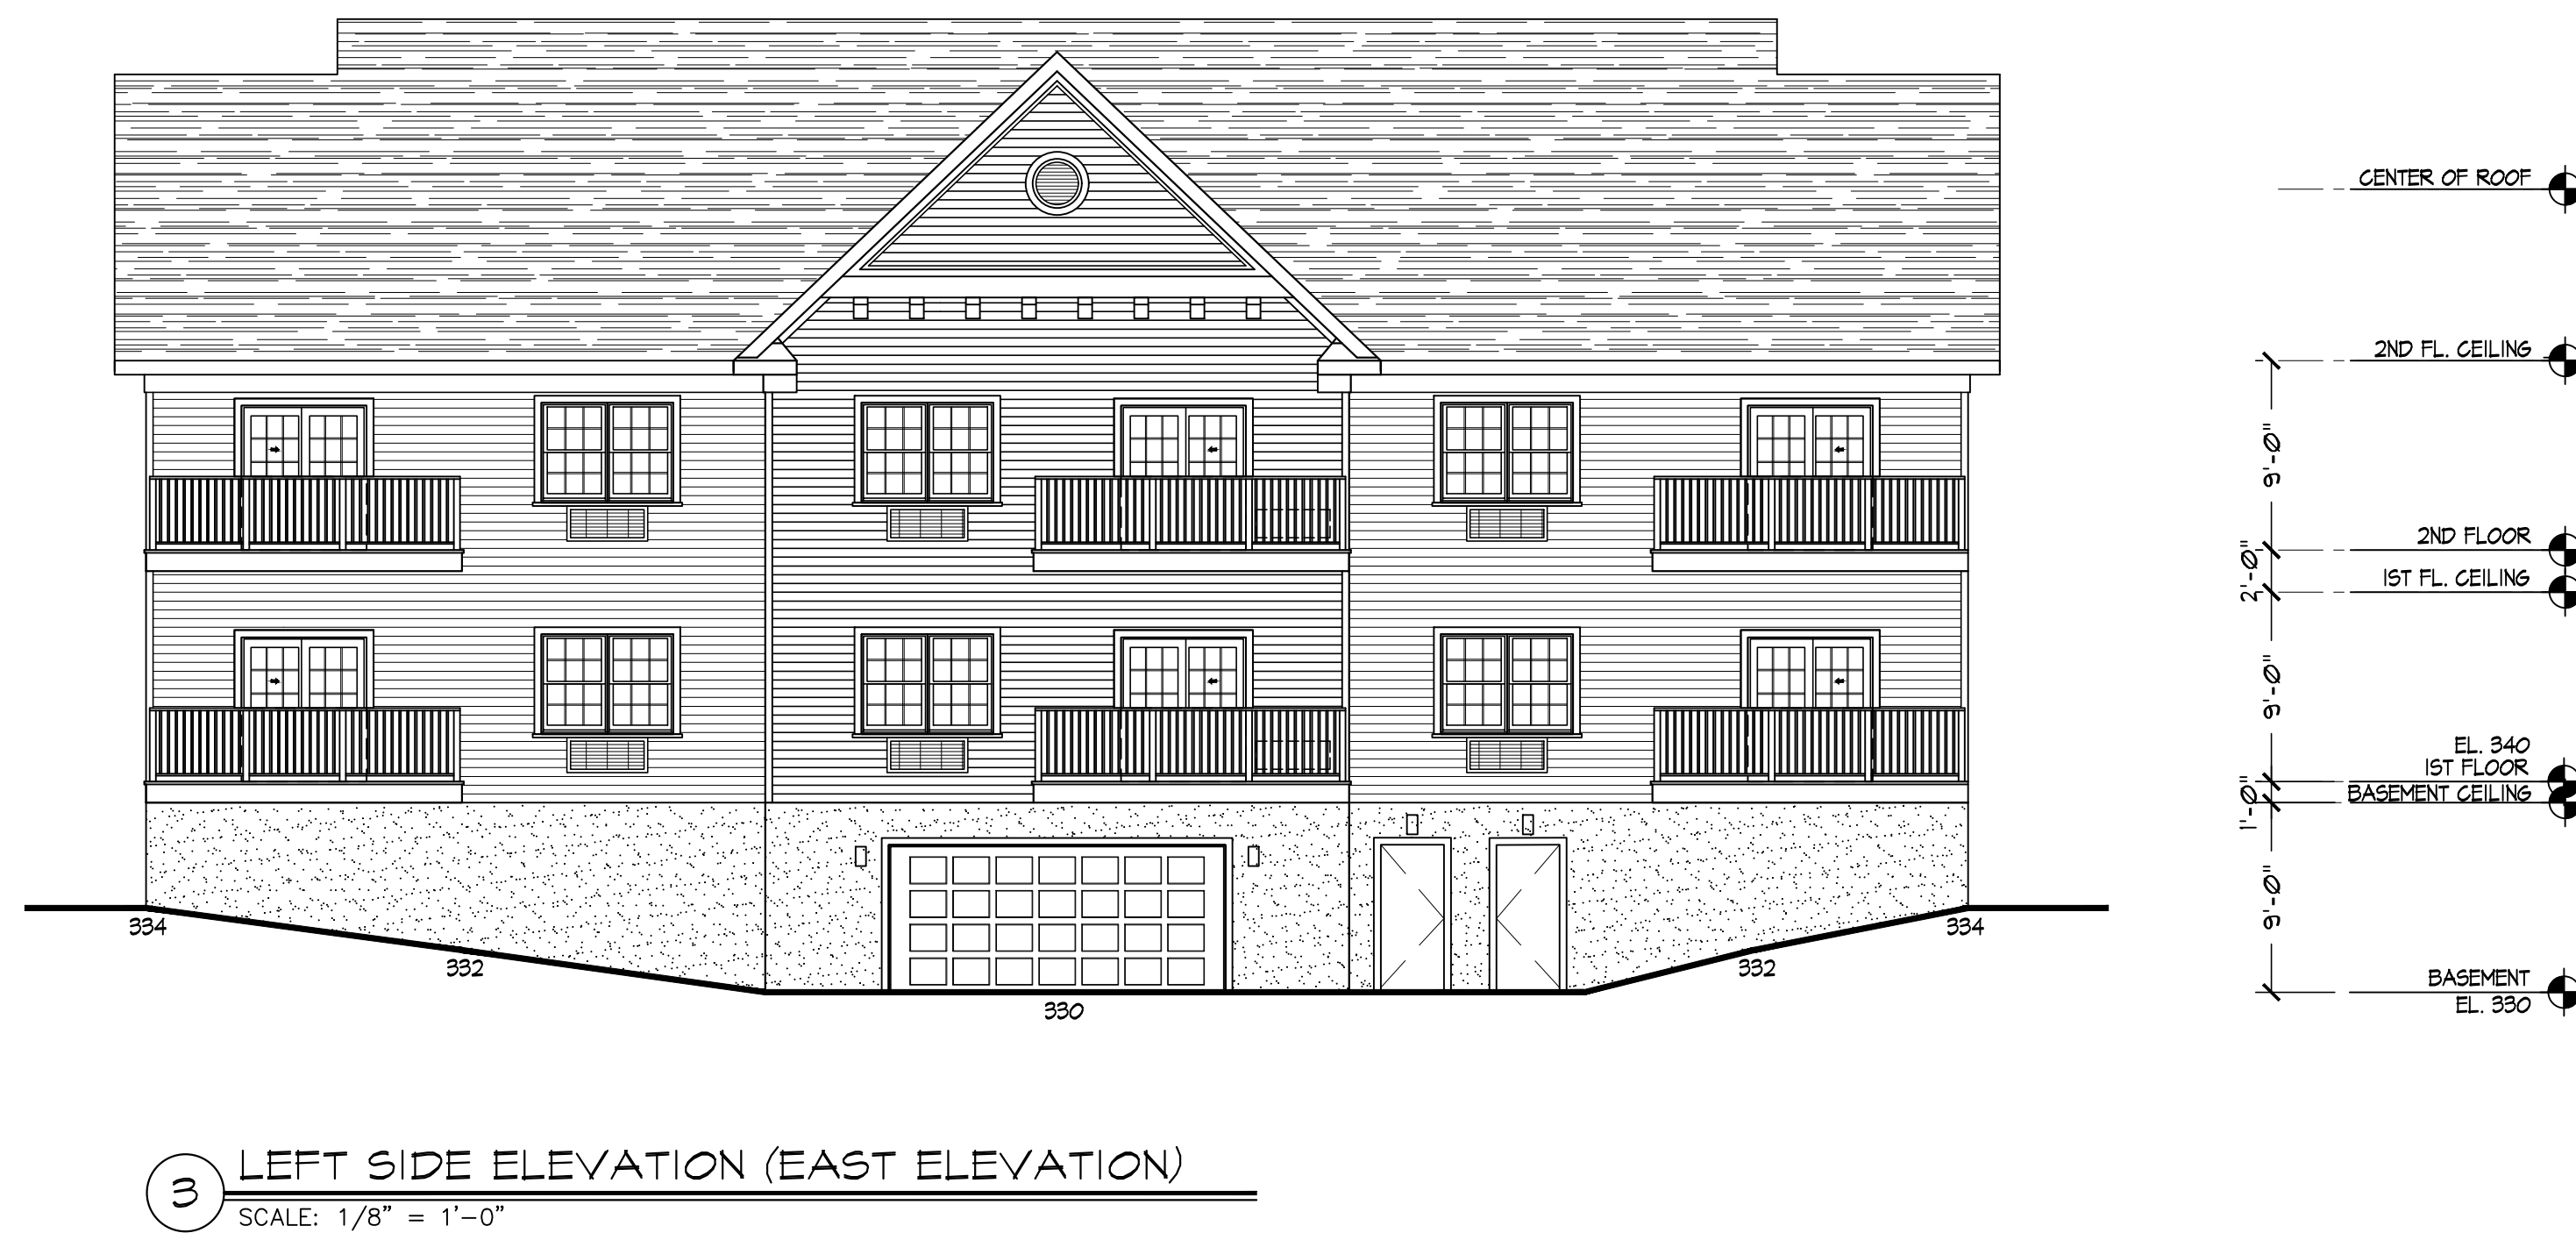 CENTER OF ROOF
2ND FL. CEILING
9'-0"
2ND FLOOR
2'-0"
1ST FL. CEILING
9'-0"
EL. 340
1ST FLOOR
1'-0"
BASEMENT CEILING
9'-0"
334
334
332
332
BASEMENT
330
EL. 330
3
LEFT SIDE ELEVATION (EAST ELEVATION)
SCALE: 1/8" = 1'-0"